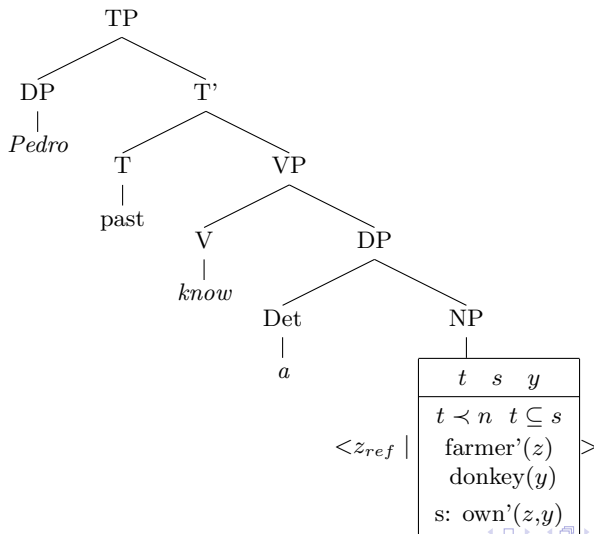 TP
DP T’
Pedro
T VP
past
V DP
know
Det NP
a
t s y
t ≺ n t ⊆ s
<z_ref | farmer’(z) >
donkey(y)
s: own’(z,y)